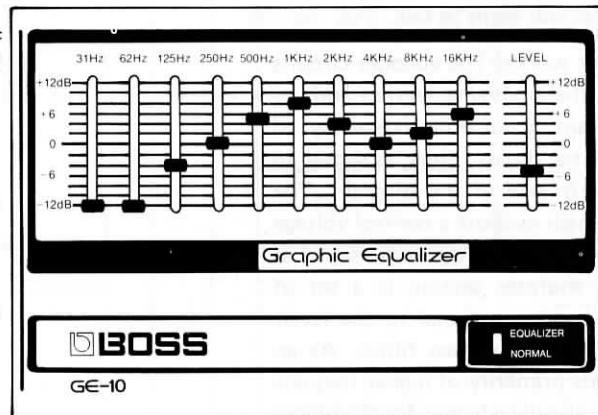 31Hz 62Hz 125Hz 250Hz 500Hz 1KHz 2KHz 4KHz 8KHz 16KHz LEVEL
+12dB +12dB
+6 +6
0 0
-6 -6
-12dB -12dB
Graphic Equalizer
BOSS
EQUALIZER
NORMAL
GE-10